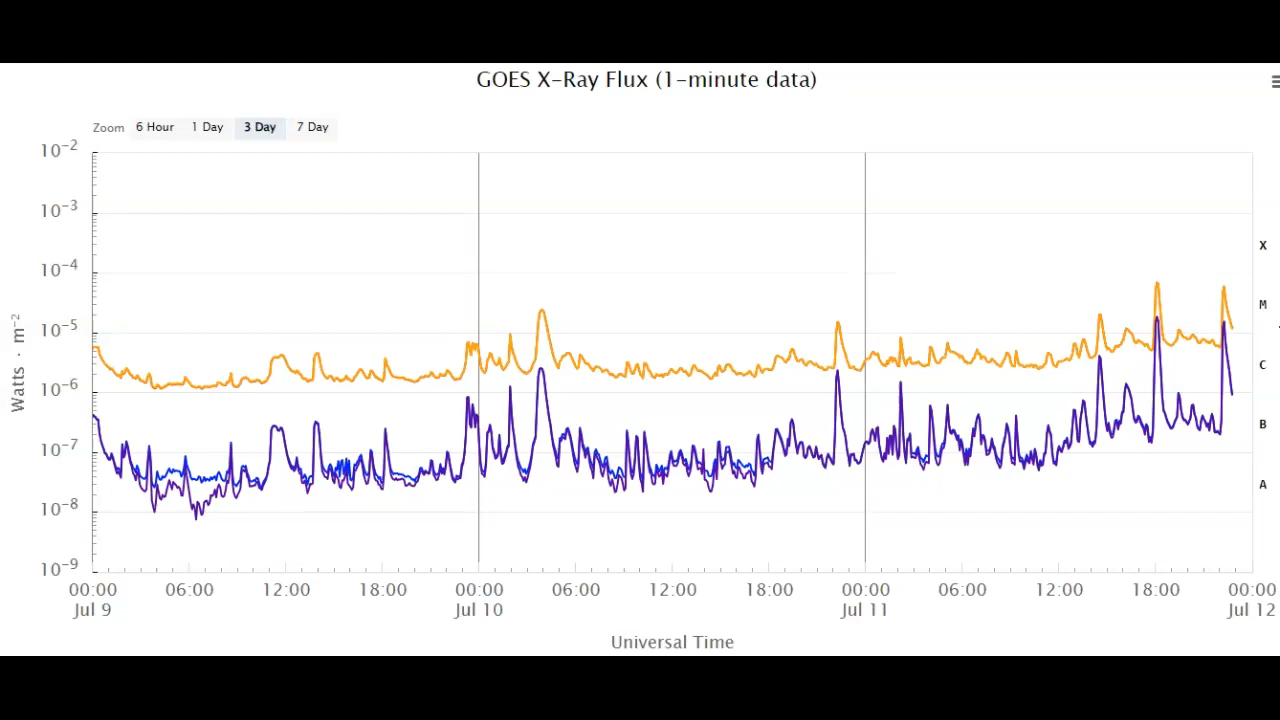 GOES X-Ray Flux (1-minute data)
Zoom 6 Hour 1 Day 3 Day 7 Day
10-2
10-3
10-4
10-5
10-6
10-7
10-8
10-9
Watts · m-2
X
M
C
B
A
00:00 06:00 12:00 18:00 00:00 06:00 12:00 18:00 00:00 06:00 12:00 18:00 00:00
Jul 9 Jul 10 Jul 11 Jul 12
Universal Time